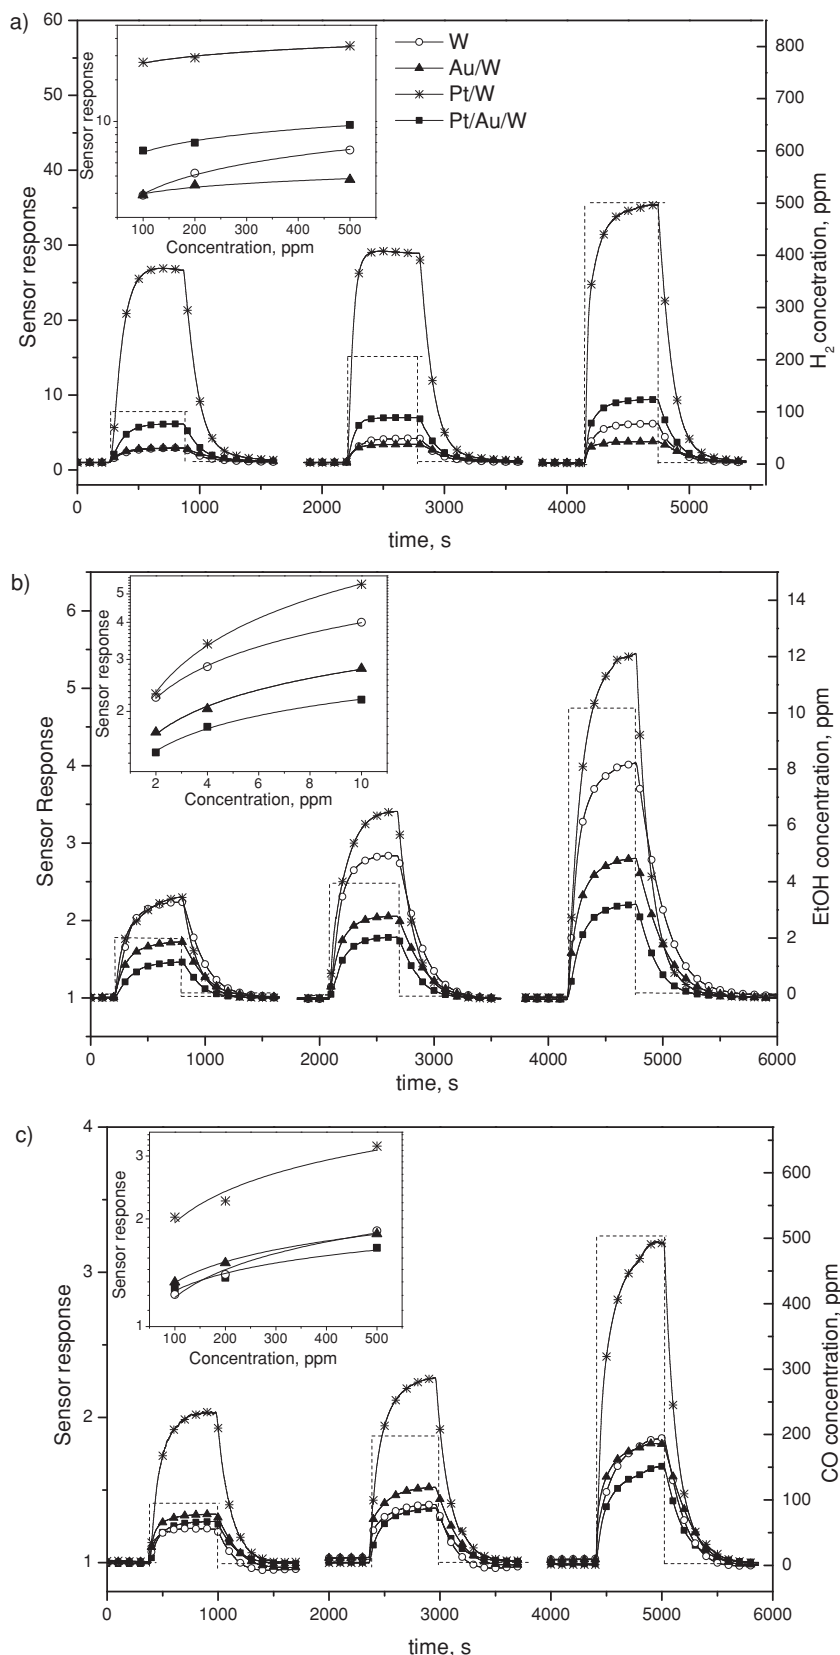 a)
60
55
50
45
40
35
30
25
20
15
10
5
0
Sensor response
0 1000 2000 3000 4000 5000
time, s
800
700
600
500
400
300
200
100
0
H2 concetration, ppm
W
Au/W
Pt/W
Pt/Au/W
10
Sensor response
100 200 300 400 500
Concentration, ppm
b)
6
5
4
3
2
1
Sensor Response
0 1000 2000 3000 4000 5000 6000
time, s
14
12
10
8
6
4
2
0
EtOH concentration, ppm
5
4
3
2
Sensor response
2 4 6 8 10
Concentration, ppm
c)
4
3
2
1
Sensor response
0 1000 2000 3000 4000 5000 6000
time, s
600
500
400
300
200
100
0
CO concentration, ppm
3
2
1
Sensor response
100 200 300 400 500
Concentration, ppm